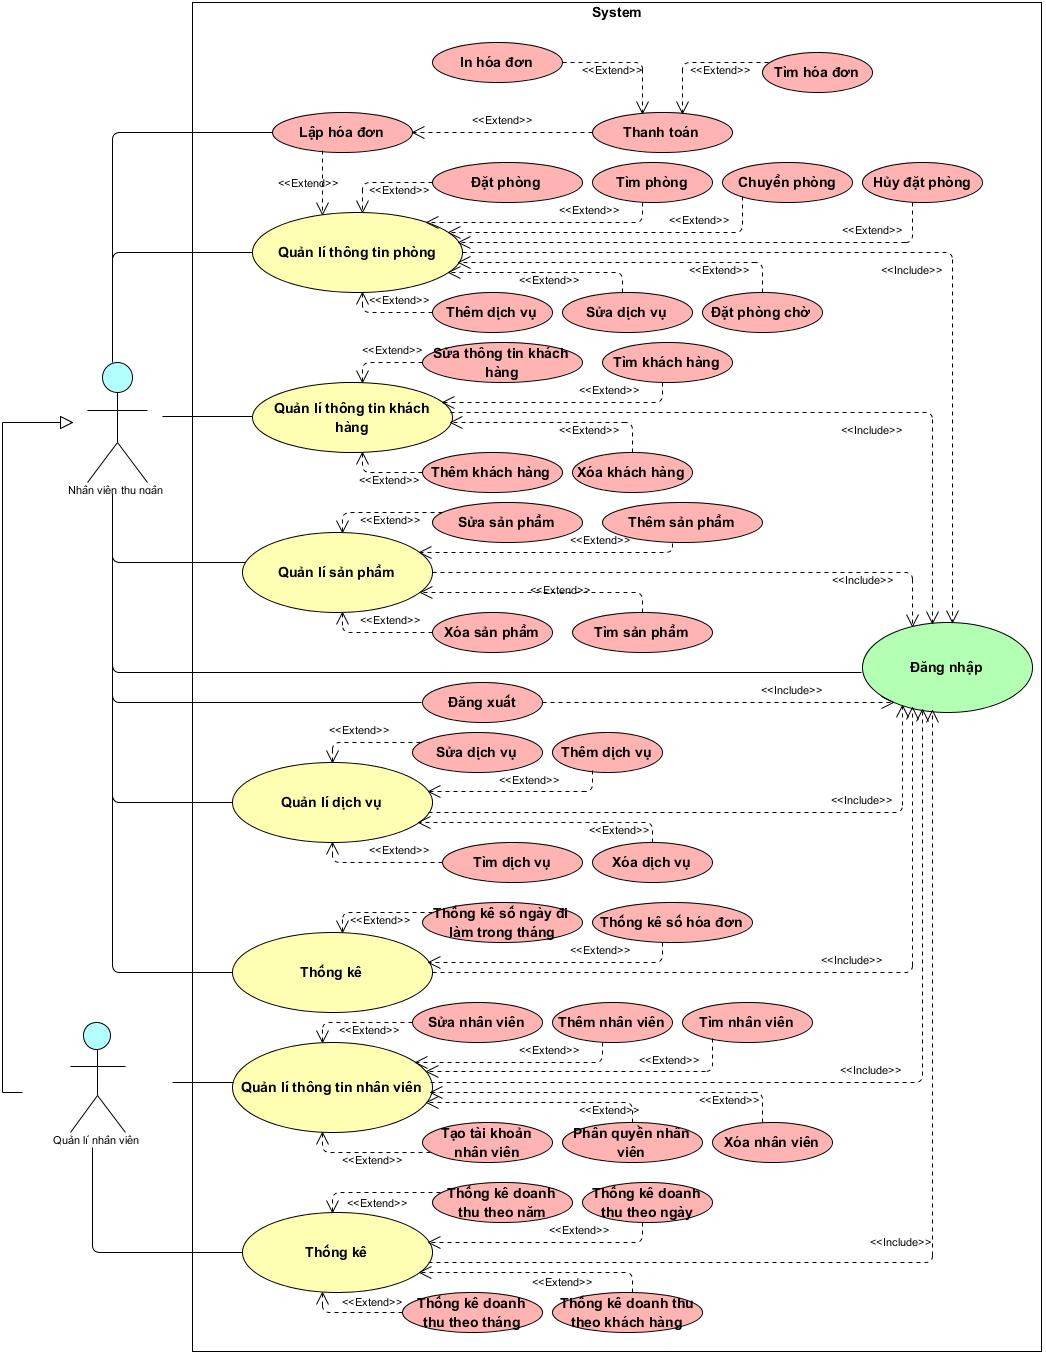 System
In hóa đơn
<<Extend>>
<<Extend>>
Tìm hóa đơn
Lập hóa đơn
<<Extend>>
Thanh toán
<<Extend>>
<<Extend>>
Đặt phòng
Tìm phòng
Chuyển phòng
Hủy đặt phòng
<<Extend>>
<<Extend>>
<<Extend>>
Quản lí thông tin phòng
<<Extend>>
<<Extend>>
<<Include>>
<<Extend>>
Thêm dịch vụ
Sửa dịch vụ
Đặt phòng chờ
<<Extend>>
Sửa thông tin khách
hàng
Tìm khách hàng
<<Extend>>
Quản lí thông tin khách
hàng
<<Extend>>
<<Include>>
<<Extend>>
Thêm khách hàng
Xóa khách hàng
Nhân viên thu ngân
<<Extend>>
Sửa sản phẩm
Thêm sản phẩm
<<Extend>>
Quản lí sản phẩm
<<Include>>
<<Extend>>
<<Extend>>
Xóa sản phẩm
Tìm sản phẩm
Đăng nhập
Đăng xuất
<<Include>>
<<Extend>>
Sửa dịch vụ
Thêm dịch vụ
<<Extend>>
Quản lí dịch vụ
<<Include>>
<<Extend>>
<<Extend>>
Tìm dịch vụ
Xóa dịch vụ
<<Extend>>
Thống kê số ngày đi
làm trong tháng
Thống kê số hóa đơn
<<Extend>>
Thống kê
<<Include>>
<<Extend>>
Sửa nhân viên
Thêm nhân viên
Tìm nhân viên
<<Extend>>
<<Extend>>
Quản lí thông tin nhân viên
<<Include>>
<<Extend>>
<<Extend>>
<<Extend>>
Tạo tài khoản
nhân viên
Phân quyền nhân
viên
Xóa nhân viên
Quản lí nhân viên
<<Extend>>
Thống kê doanh
thu theo năm
Thống kê doanh
thu theo ngày
<<Extend>>
Thống kê
<<Include>>
<<Extend>>
<<Extend>>
Thống kê doanh
thu theo tháng
Thống kê doanh thu
theo khách hàng